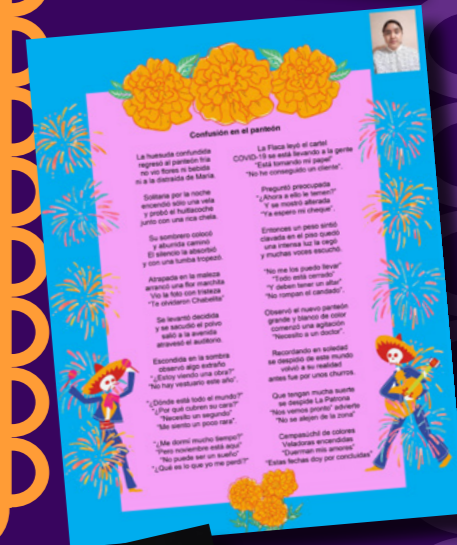 Confusión en el panteón
La huesuda confundida
regresó al panteón fría
no vio flores ni bebida
ni a la distraída de María.
Solitaria por la noche
encendió sólo una vela
y probó el huitlacoche
junto con una rica chela.
Su sombrero colocó
y aburrida caminó
El silencio la absorbió
y con una tumba tropezó.
Atrapada en la maleza
arrancó una flor marchita
Vio la foto con tristeza
"Te olvidaron Chabelita"
Se levantó decidida
y se sacudió el polvo
salió a la avenida
atravesó el auditorio.
Escondida en la sombra
observó algo extraño
"¿Estoy viendo una obra?"
"No hay vestuario este año".
"¿Dónde está todo el mundo?"
"¿Por qué cubren su cara?"
"Necesito un segundo"
"Me siento un poco rara".
"¿Me dormí mucho tiempo?"
"Pero noviembre está aquí"
"No puede ser un sueño"
"¿Qué es lo que yo me perdí?"
La Flaca leyó el cartel
COVID-19 se está llevando a la gente
"Está tomando mi papel"
"No he conseguido un cliente".
Preguntó preocupada
"¿Ahora a ello le temen?"
Y se mostró alterada
"Ya espero mi cheque".
Entonces un peso sintió
clavada en el piso quedó
una intensa luz la cegó
y muchas voces escuchó.
"No me los puedo llevar"
"Todo está cerrado"
"Y deben tener un altar"
"No rompan el candado".
Observó el nuevo panteón
grande y blanco de color
comenzó una agitación
"Necesito a un doctor".
Recordando en soledad
se despidió de este mundo
volvió a su realidad
antes fue por unos churros.
Que tengan mucha suerte
se despide La Patrona
"Nos vemos pronto" advierte
"No se alejen de la zona"
Cempasúchil de colores
Veladoras encendidas
"Duerman mis amores"
"Estas fechas doy por concluidas"